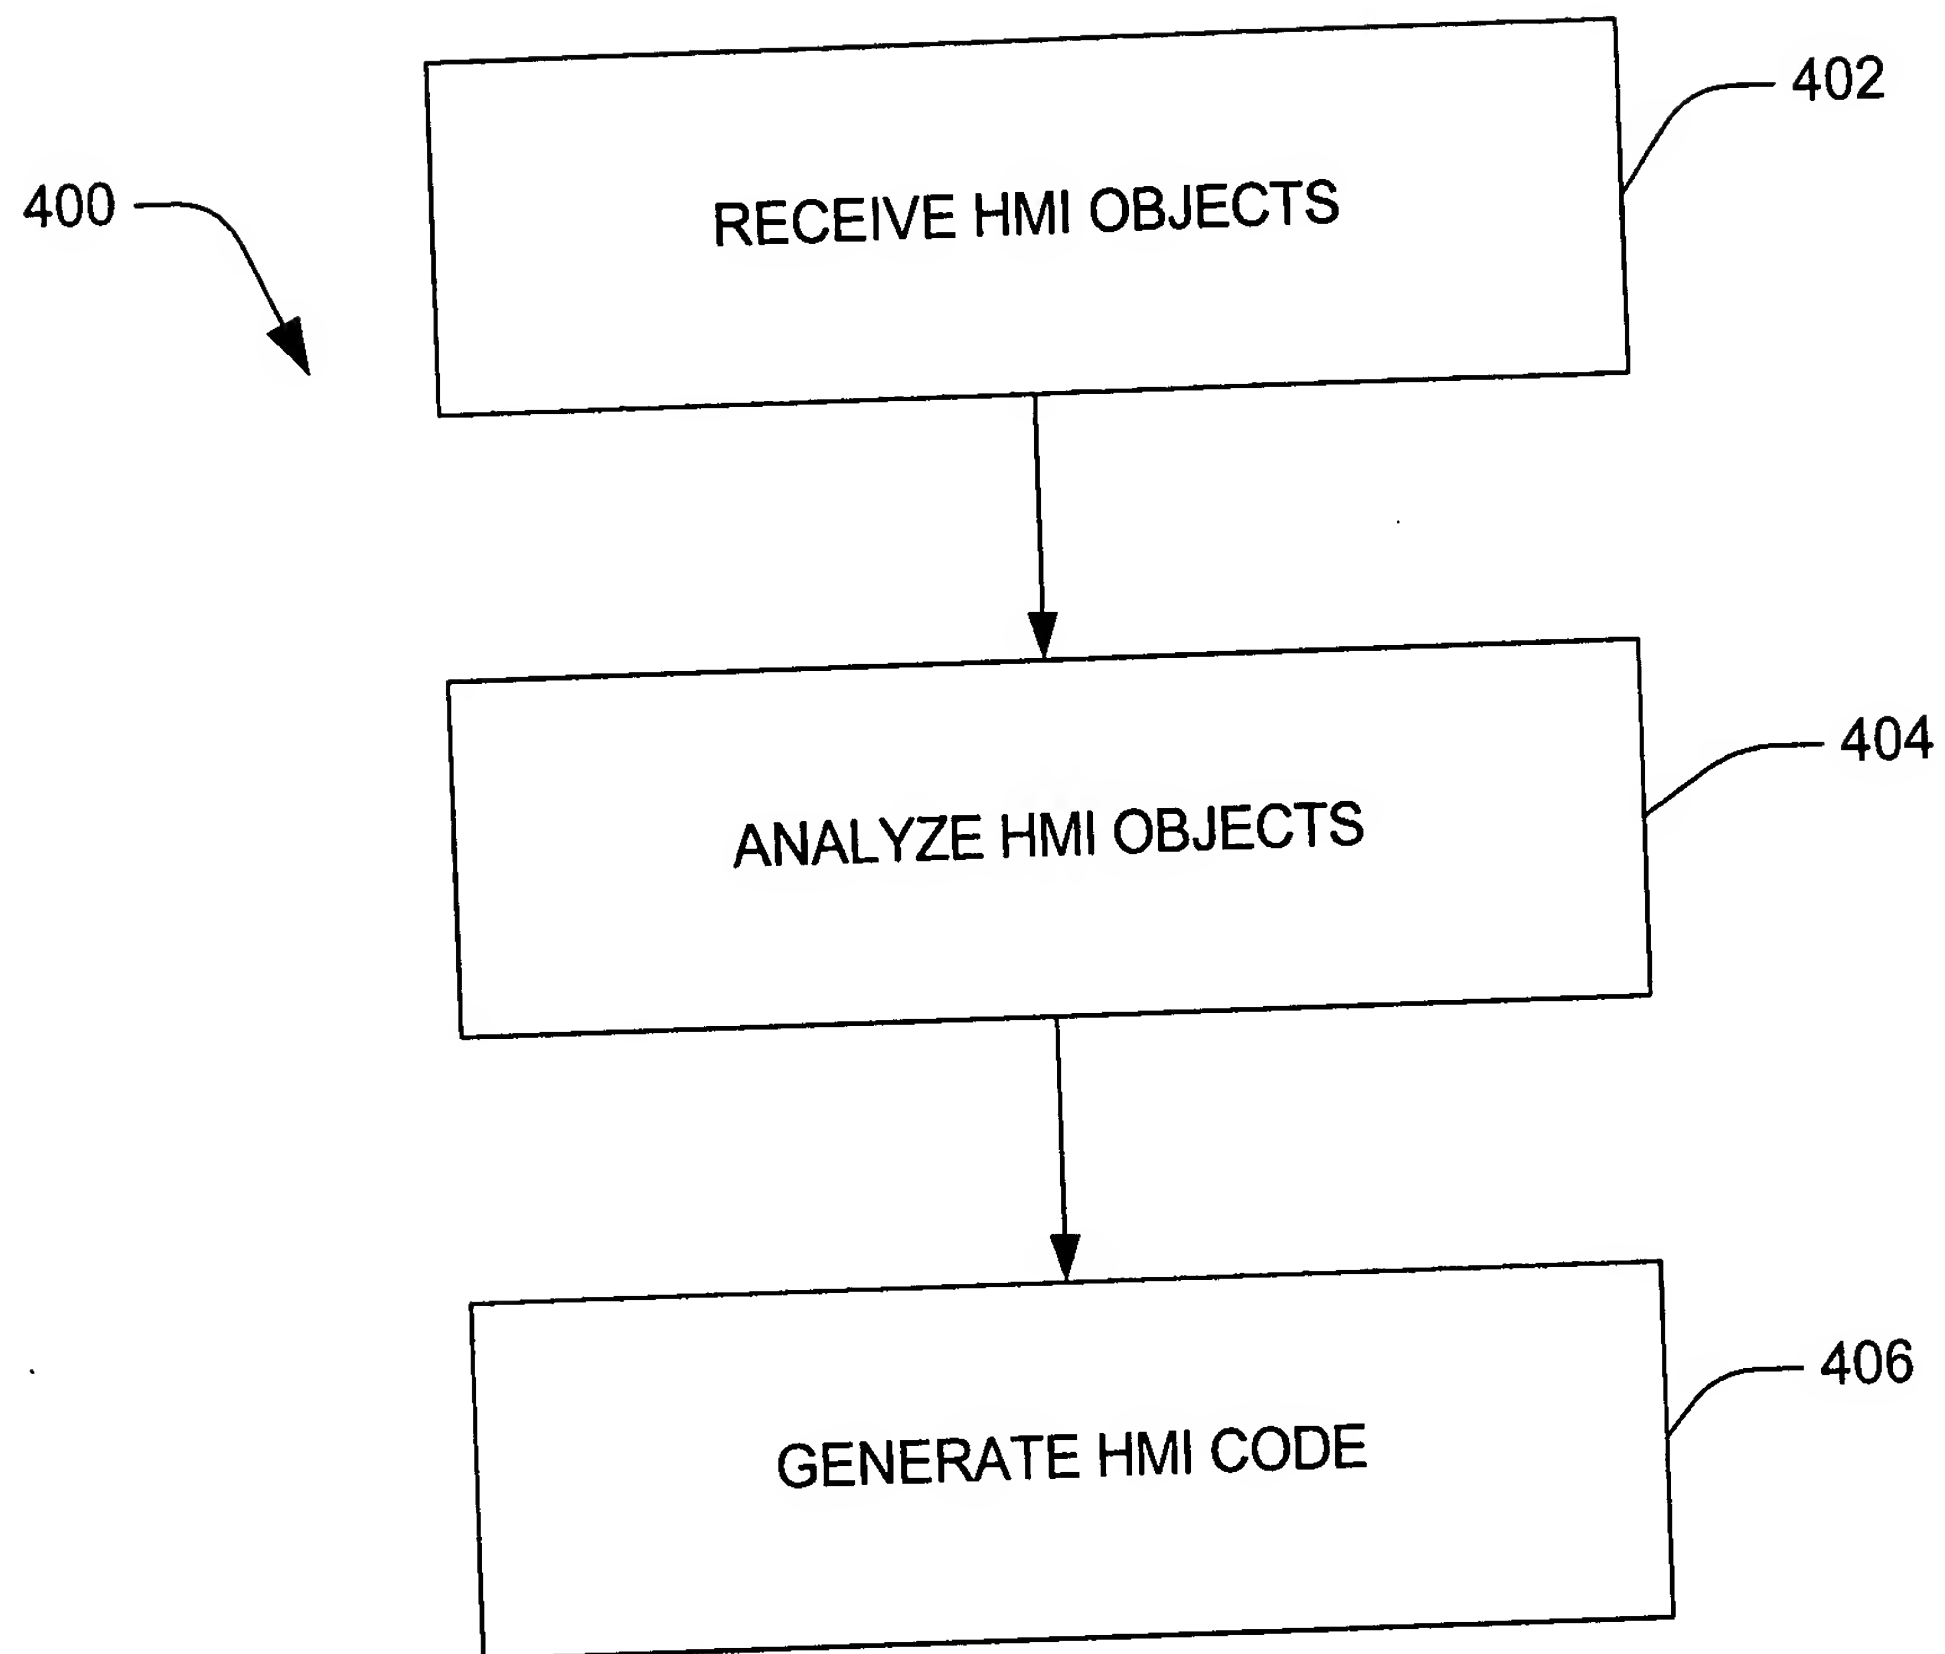 402
400
RECEIVE HMI OBJECTS
404
ANALYZE HMI OBJECTS
406
GENERATE HMI CODE